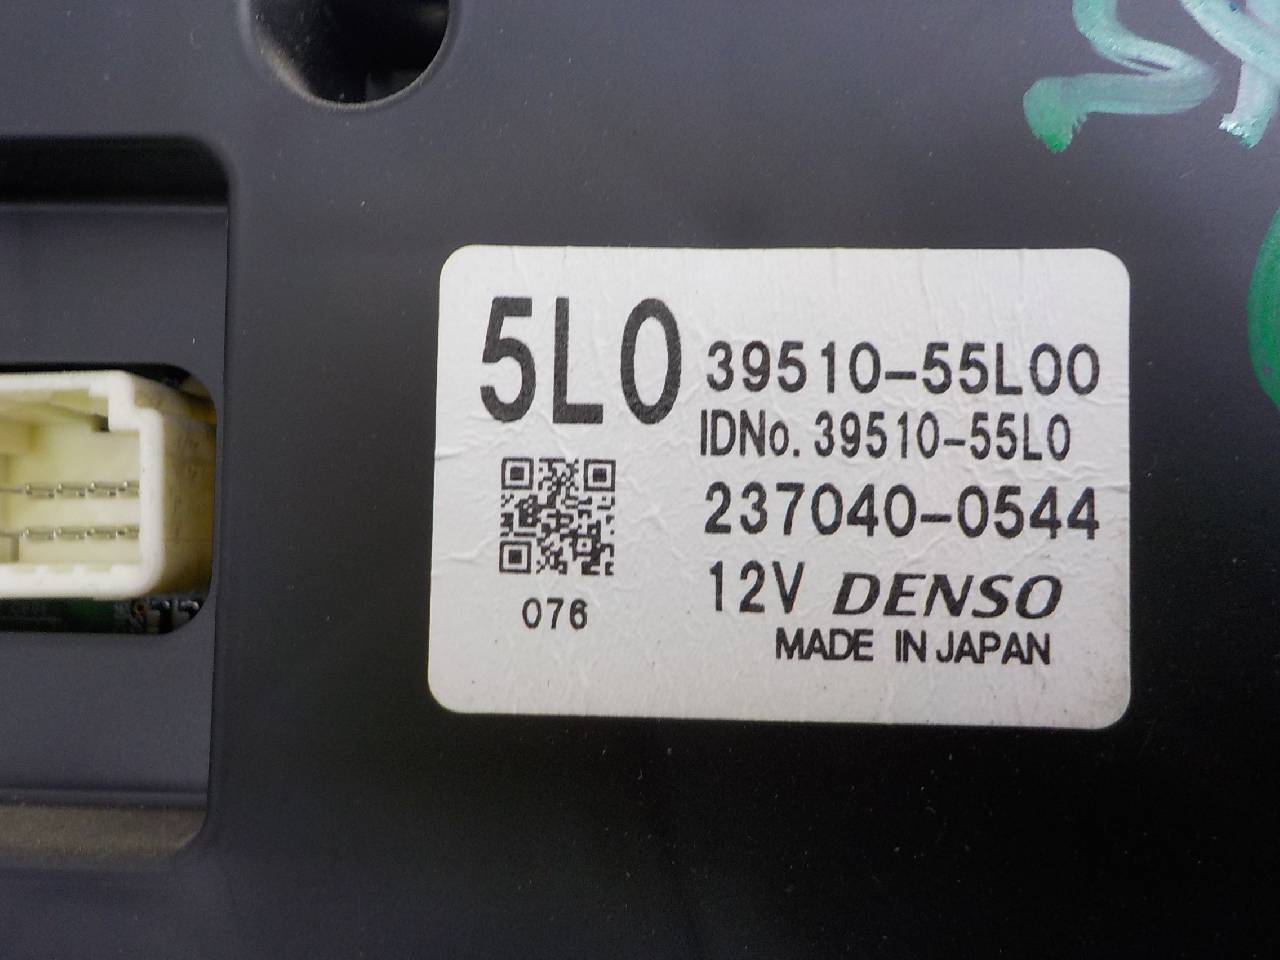 5L0
39510-55L00
IDNo. 39510-55L0
237040-0544
12V DENSO
MADE IN JAPAN
076